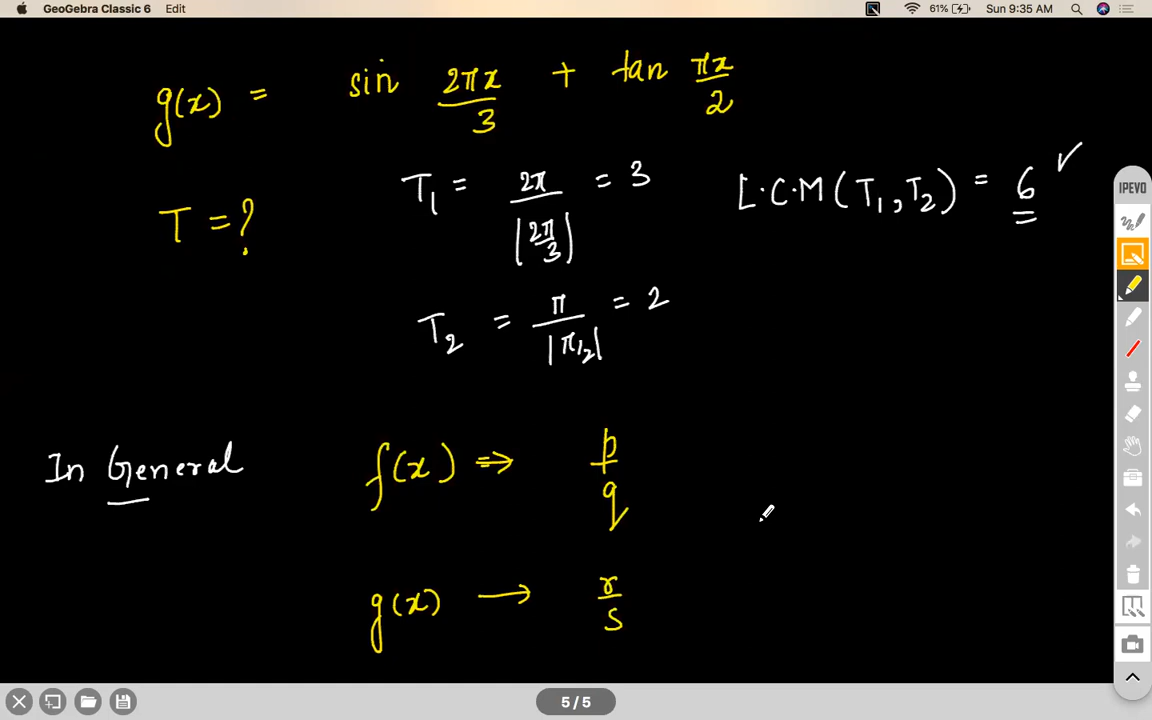 GeoGebra Classic 6 Edit 61% Sun 9:35 AM
g(x) = sin 2πx/3 + tan πx/2
T = ?
T₁ = 2π/|2π/3| = 3
L.C.M (T₁, T₂) = 6 ✓
T₂ = π/|π/2| = 2
In General f(x) ⇒ p/q
g(x) → r/s
IPEVO
5 / 5